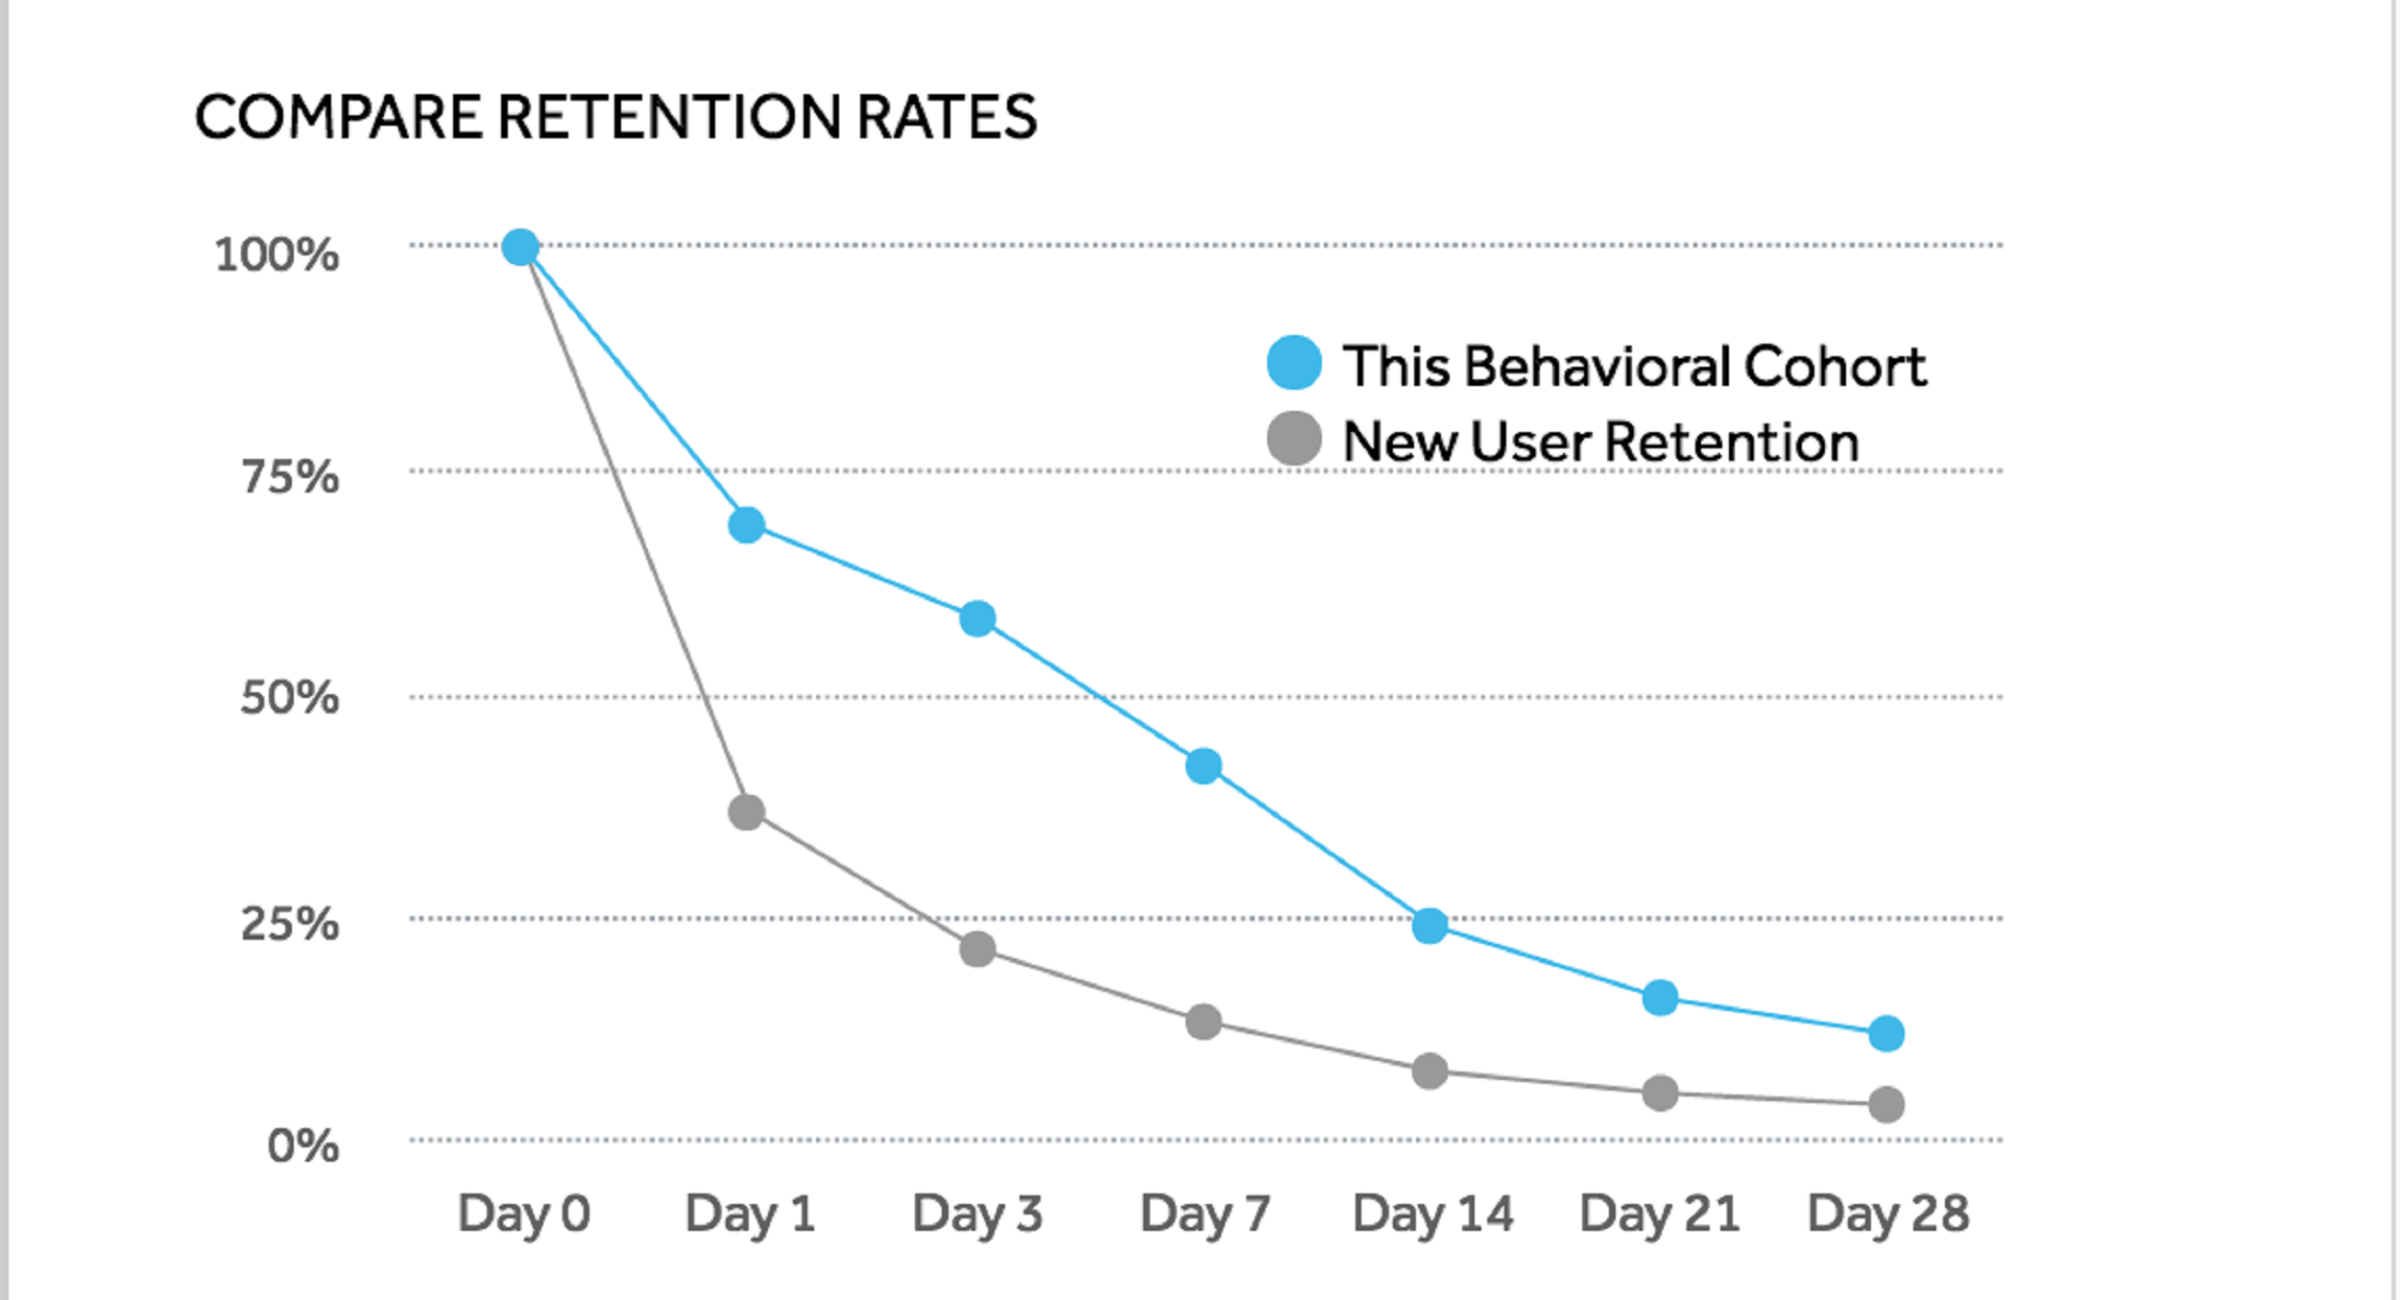 COMPARE RETENTION RATES
100%
This Behavioral Cohort
New User Retention
75%
50%
25%
0%
Day 0 Day 1 Day 3 Day 7 Day 14 Day 21 Day 28